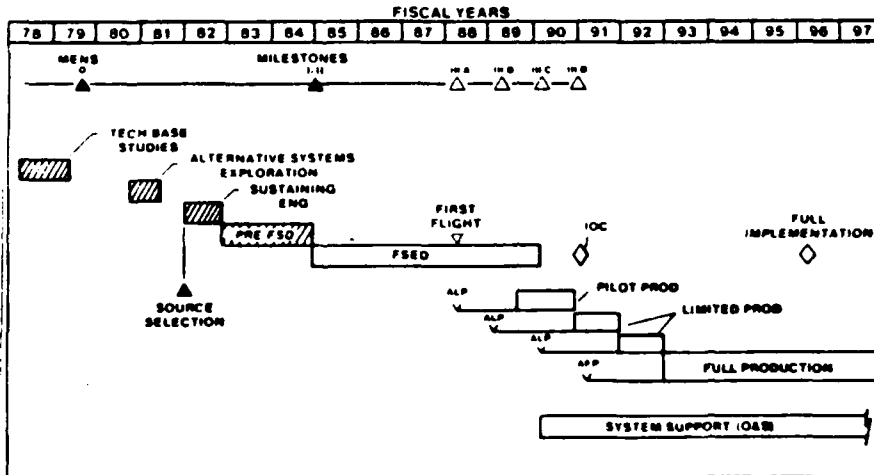 FISCAL YEARS
78 79 80 81 82 83 84 85 86 87 88 89 90 91 92 93 94 95 96 97
MENS
0
MILESTONES
I, II
III A
III B
III C
III D
TECH BASE
STUDIES
ALTERNATIVE SYSTEMS
EXPLORATION
SUSTAINING
ENG
PRE FSD
FIRST
FLIGHT
FSED
IOC
FULL
IMPLEMENTATION
SOURCE
SELECTION
ALP
PILOT PROD
ALP
LIMITED PROD
ALP
AFP
FULL PRODUCTION
SYSTEM SUPPORT (O&S)